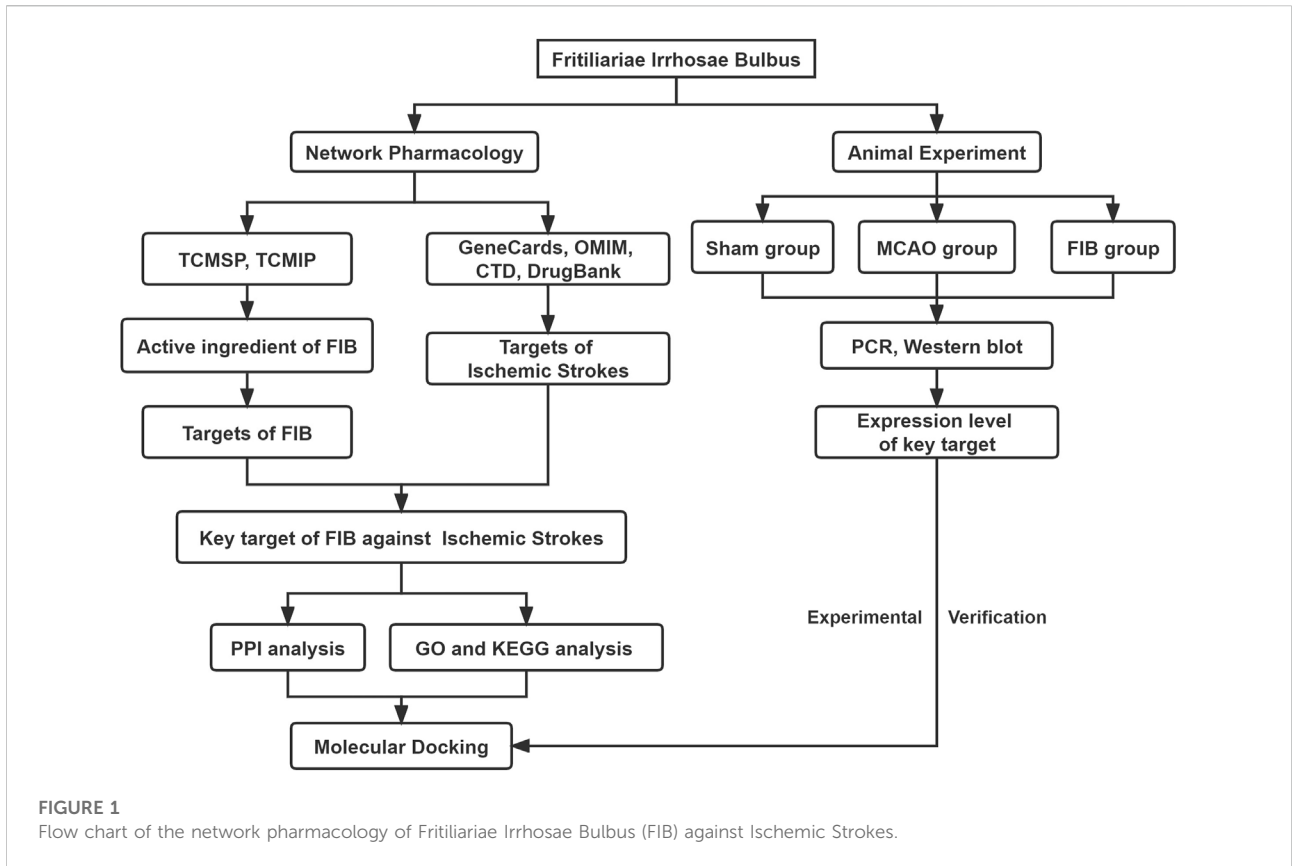 Fritiliariae Irrhosae Bulbus
Network Pharmacology
Animal Experiment
TCMSP, TCMIP
GeneCards, OMIM,
CTD, DrugBank
Sham group
MCAO group
FIB group
Active ingredient of FIB
Targets of
Ischemic Strokes
PCR, Western blot
Targets of FIB
Expression level
of key target
Key target of FIB against Ischemic Strokes
Experimental Verification
PPI analysis
GO and KEGG analysis
Molecular Docking
FIGURE 1
Flow chart of the network pharmacology of Fritiliariae Irrhosae Bulbus (FIB) against Ischemic Strokes.